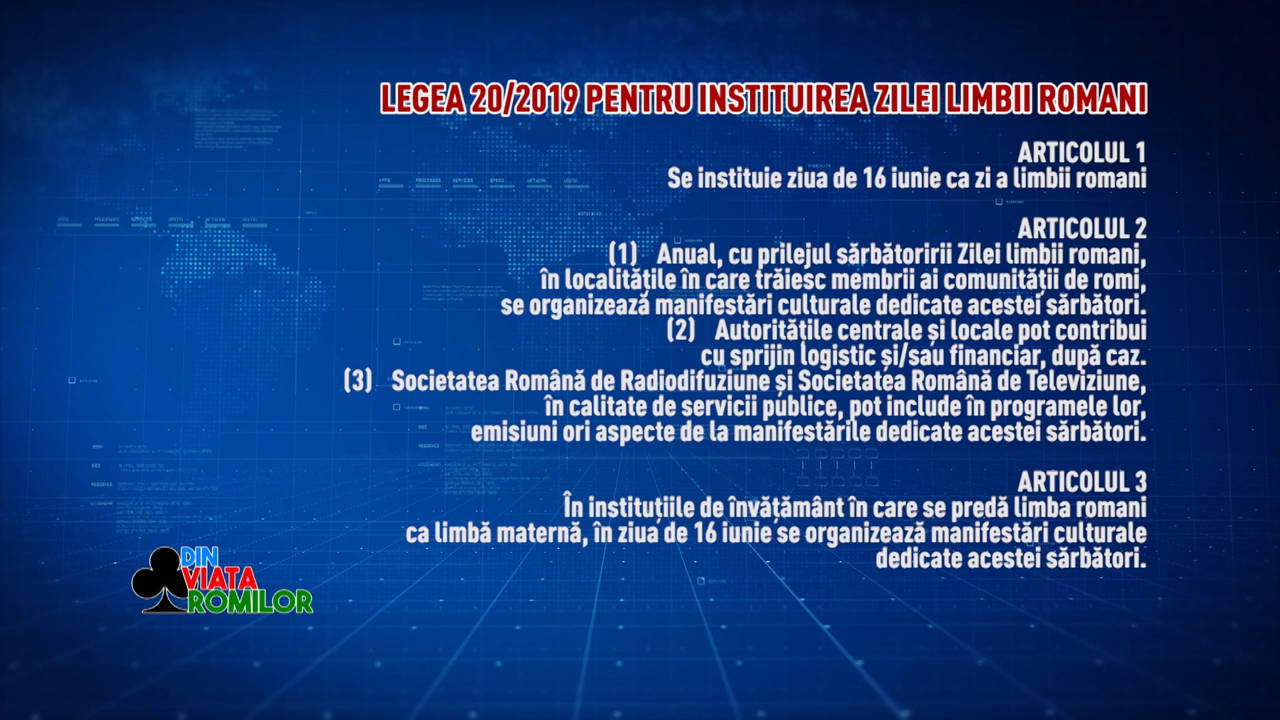 LEGEA 20/2019 PENTRU INSTITUIREA ZILEI LIMBII ROMANI
ARTICOLUL 1
Se instituie ziua de 16 iunie ca zi a limbii romani
ARTICOLUL 2
(1) Anual, cu prilejul sărbătoririi Zilei limbii romani,
în localitățile în care trăiesc membrii ai comunității de romi,
se organizează manifestări culturale dedicate acestei sărbători.
(2) Autoritățile centrale și locale pot contribui
cu sprijin logistic și/sau financiar, după caz.
(3) Societatea Română de Radiodifuziune și Societatea Română de Televiziune,
în calitate de servicii publice, pot include în programele lor,
emisiuni ori aspecte de la manifestările dedicate acestei sărbători.
ARTICOLUL 3
În instituțiile de învățământ în care se predă limba romani
ca limbă maternă, în ziua de 16 iunie se organizează manifestări culturale
dedicate acestei sărbători.
DIN
VIATA
ROMILOR